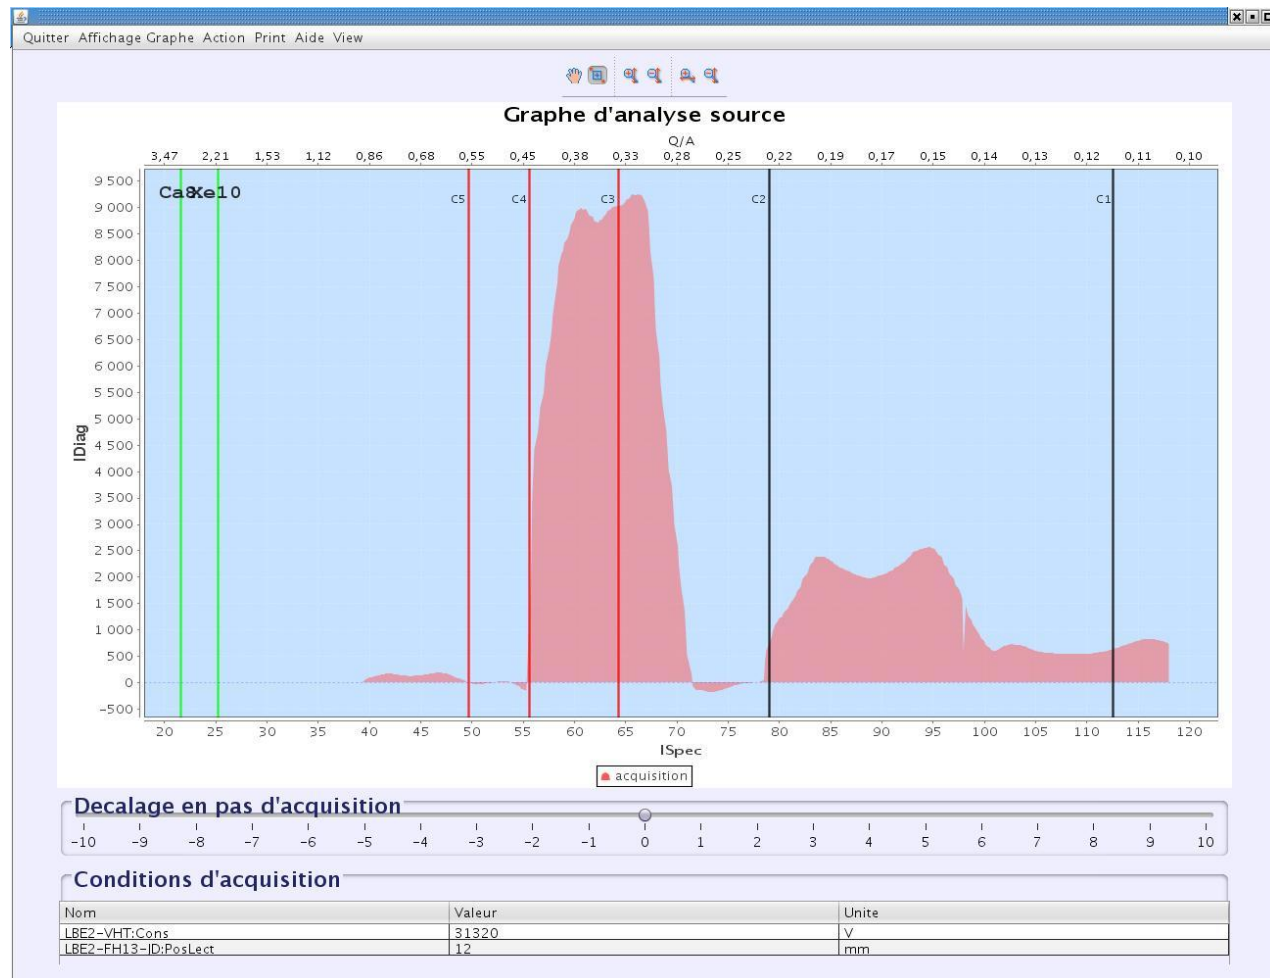 Quitter Affichage Graphe Action Print Aide View
Graphe d'analyse source
Q/A
3,47 2,21 1,53 1,12 0,86 0,68 0,55 0,45 0,38 0,33 0,28 0,25 0,22 0,19 0,17 0,15 0,14 0,13 0,12 0,11 0,10
Ca8 Xe10
C5 C4 C3 C2 C1
9 500
9 000
8 500
8 000
7 500
7 000
6 500
6 000
5 500
5 000
4 500
4 000
3 500
3 000
2 500
2 000
1 500
1 000
500
0
-500
IDiag
20 25 30 35 40 45 50 55 60 65 70 75 80 85 90 95 100 105 110 115 120
ISpec
acquisition
Decalage en pas d'acquisition
-10 -9 -8 -7 -6 -5 -4 -3 -2 -1 0 1 2 3 4 5 6 7 8 9 10
Conditions d'acquisition
Nom Valeur Unite
LBE2-VHT:Cons 31320 V
LBE2-FH13-JD:PosLect 12 mm